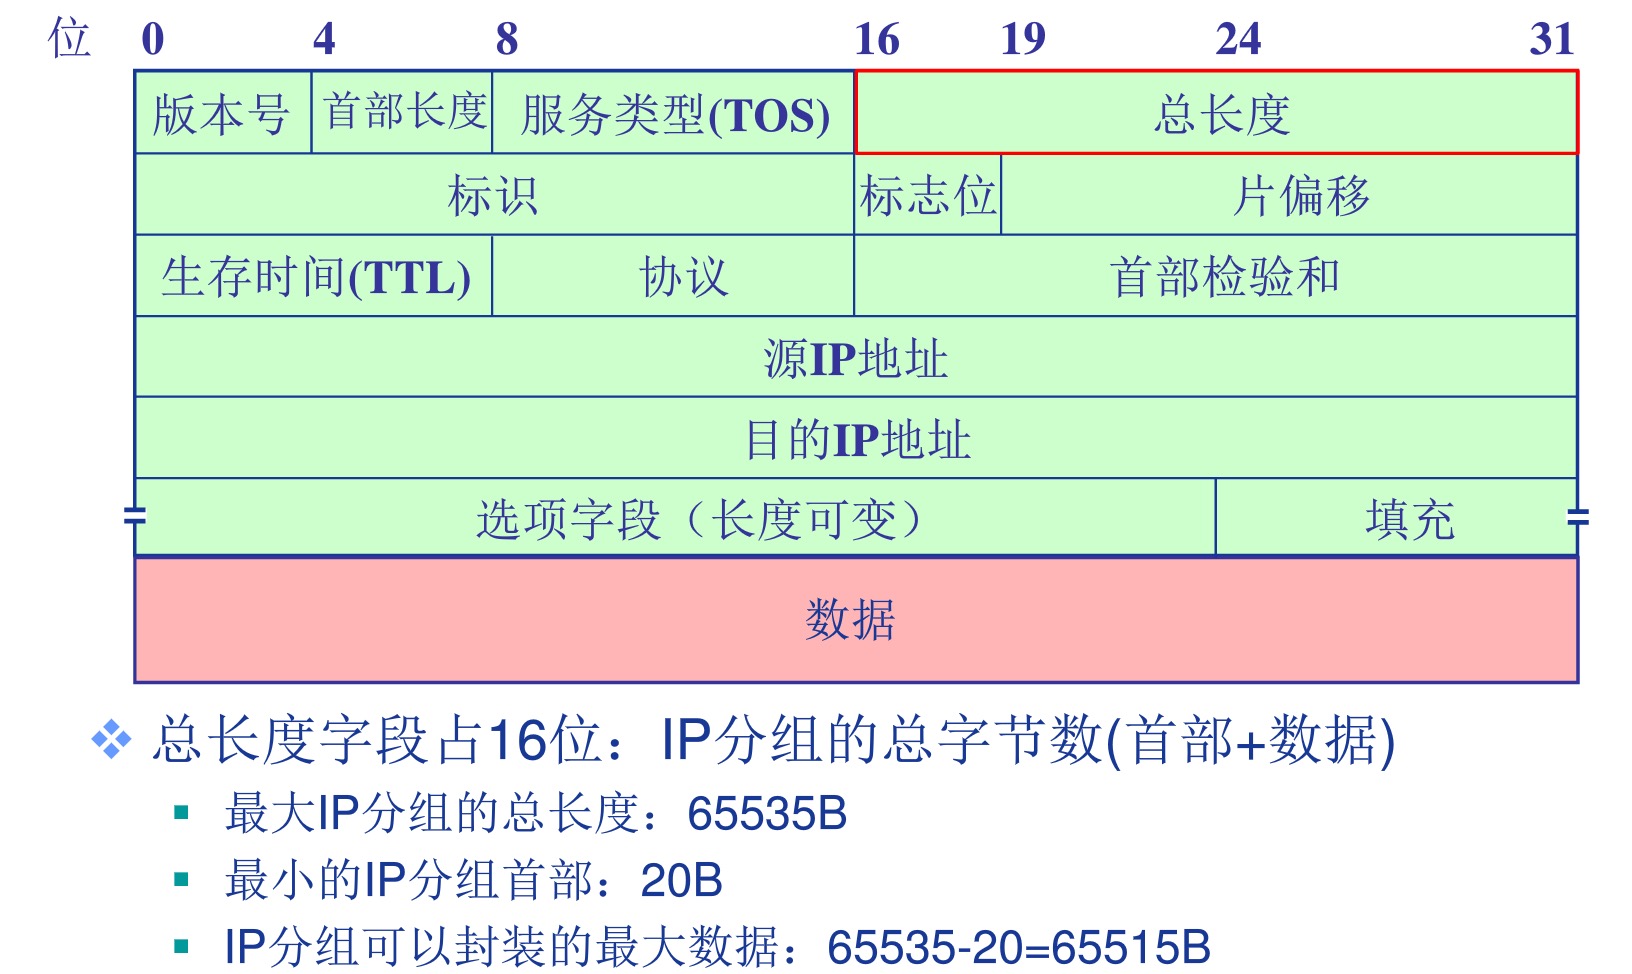 位 0 4 8 16 19 24 31
版本号 首部长度 服务类型(TOS) 总长度
标识 标志位 片偏移
生存时间(TTL) 协议 首部检验和
源IP地址
目的IP地址
选项字段（长度可变） 填充
数据
总长度字段占16位：IP分组的总字节数(首部+数据)
最大IP分组的总长度：65535B
最小的IP分组首部：20B
IP分组可以封装的最大数据：65535-20=65515B